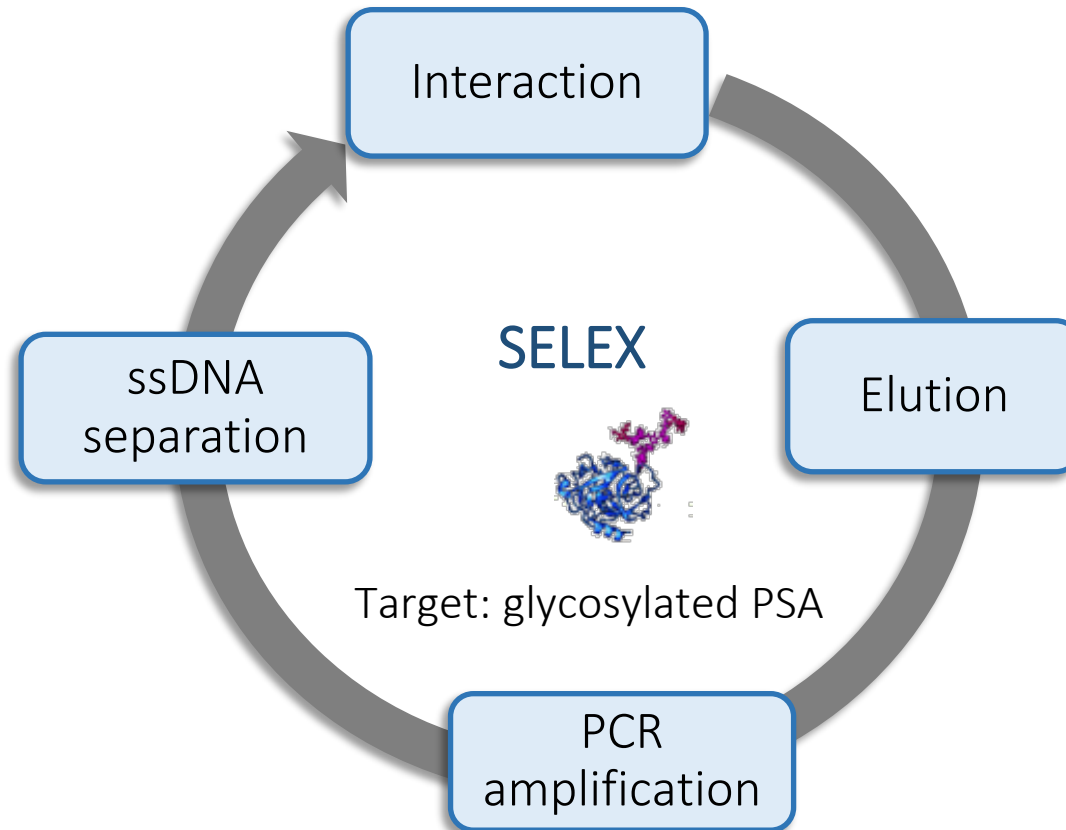 Interaction
SELEX
ssDNA
separation
Elution
Target: glycosylated PSA
PCR
amplification